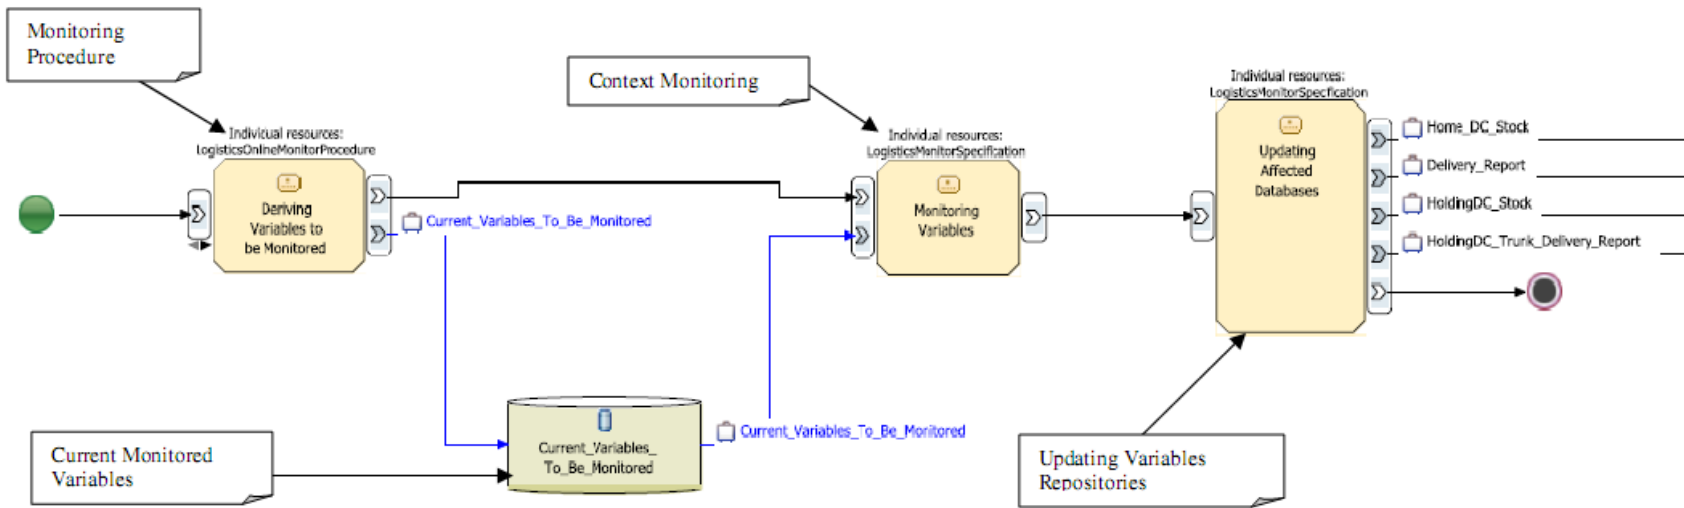 Monitoring
Procedure
Context Monitoring
Individual resources:
LogisticsOnlineMonitorProcedure
Deriving
Variables to
be Monitored
Current_Variables_To_Be_Monitored
Individual resources:
LogisticsMonitorSpecification
Monitoring
Variables
Individual resources:
LogisticsMonitorSpecification
Updating
Affected
Databases
Home_DC_Stock
Delivery_Report
HoldingDC_Stock
HoldingDC_Trunk_Delivery_Report
Current_Variables_
To_Be_Monitored
Current_Variables_To_Be_Monitored
Current Monitored
Variables
Updating Variables
Repositories